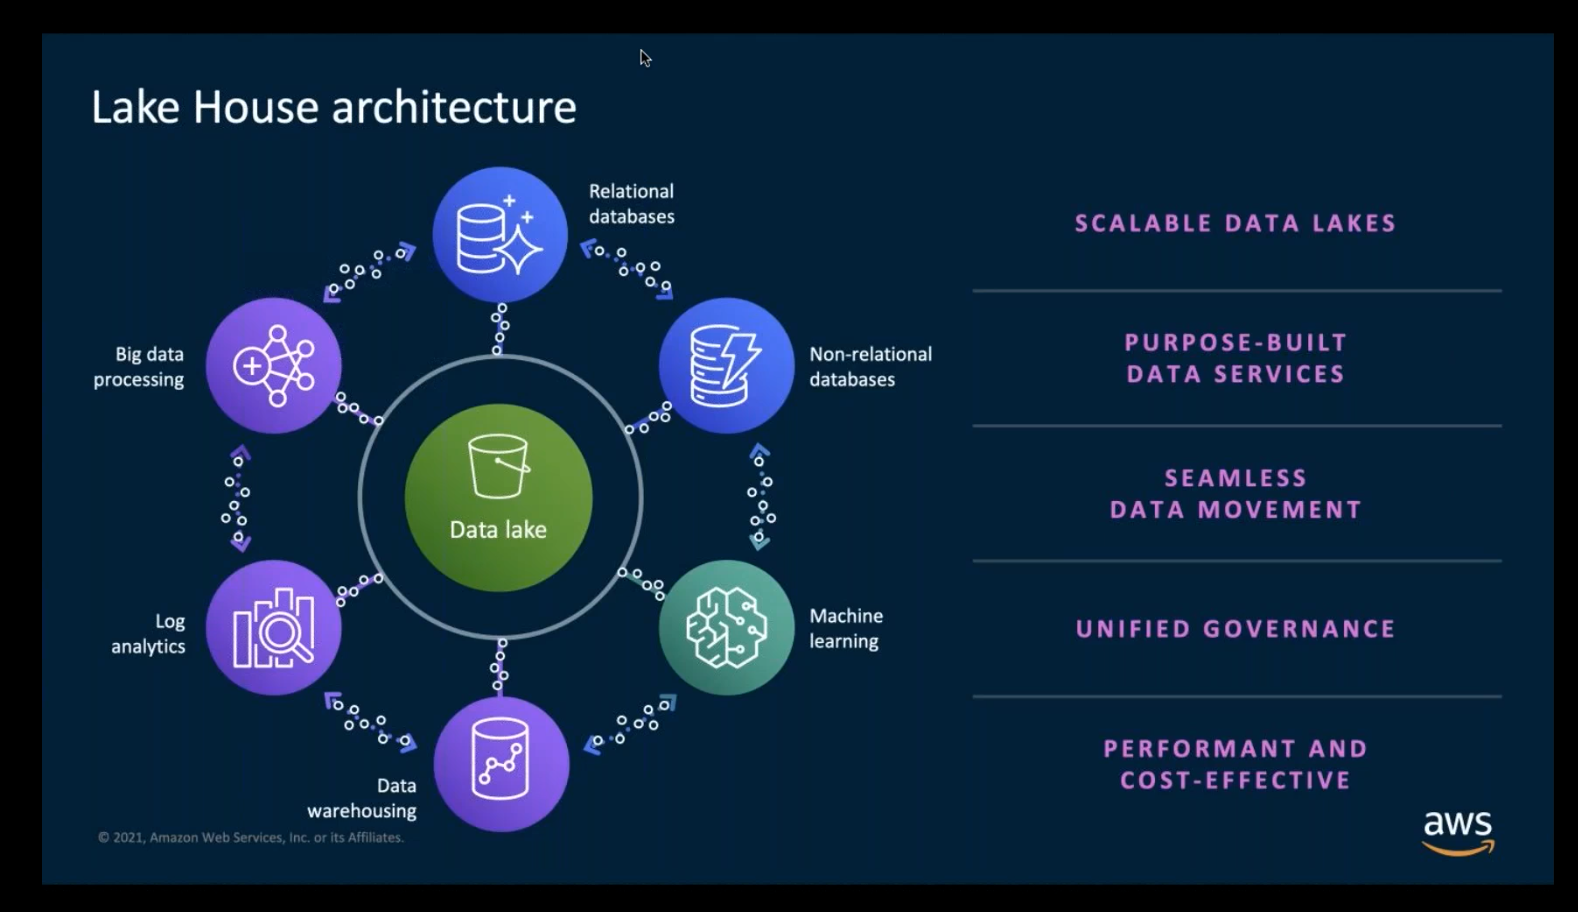 Lake House architecture
Relational
databases
Big data
processing
Non-relational
databases
Data lake
Log
analytics
Machine
learning
Data
warehousing
SCALABLE DATA LAKES
PURPOSE-BUILT
DATA SERVICES
SEAMLESS
DATA MOVEMENT
UNIFIED GOVERNANCE
PERFORMANT AND
COST-EFFECTIVE
© 2021, Amazon Web Services, Inc. or its Affiliates.
aws